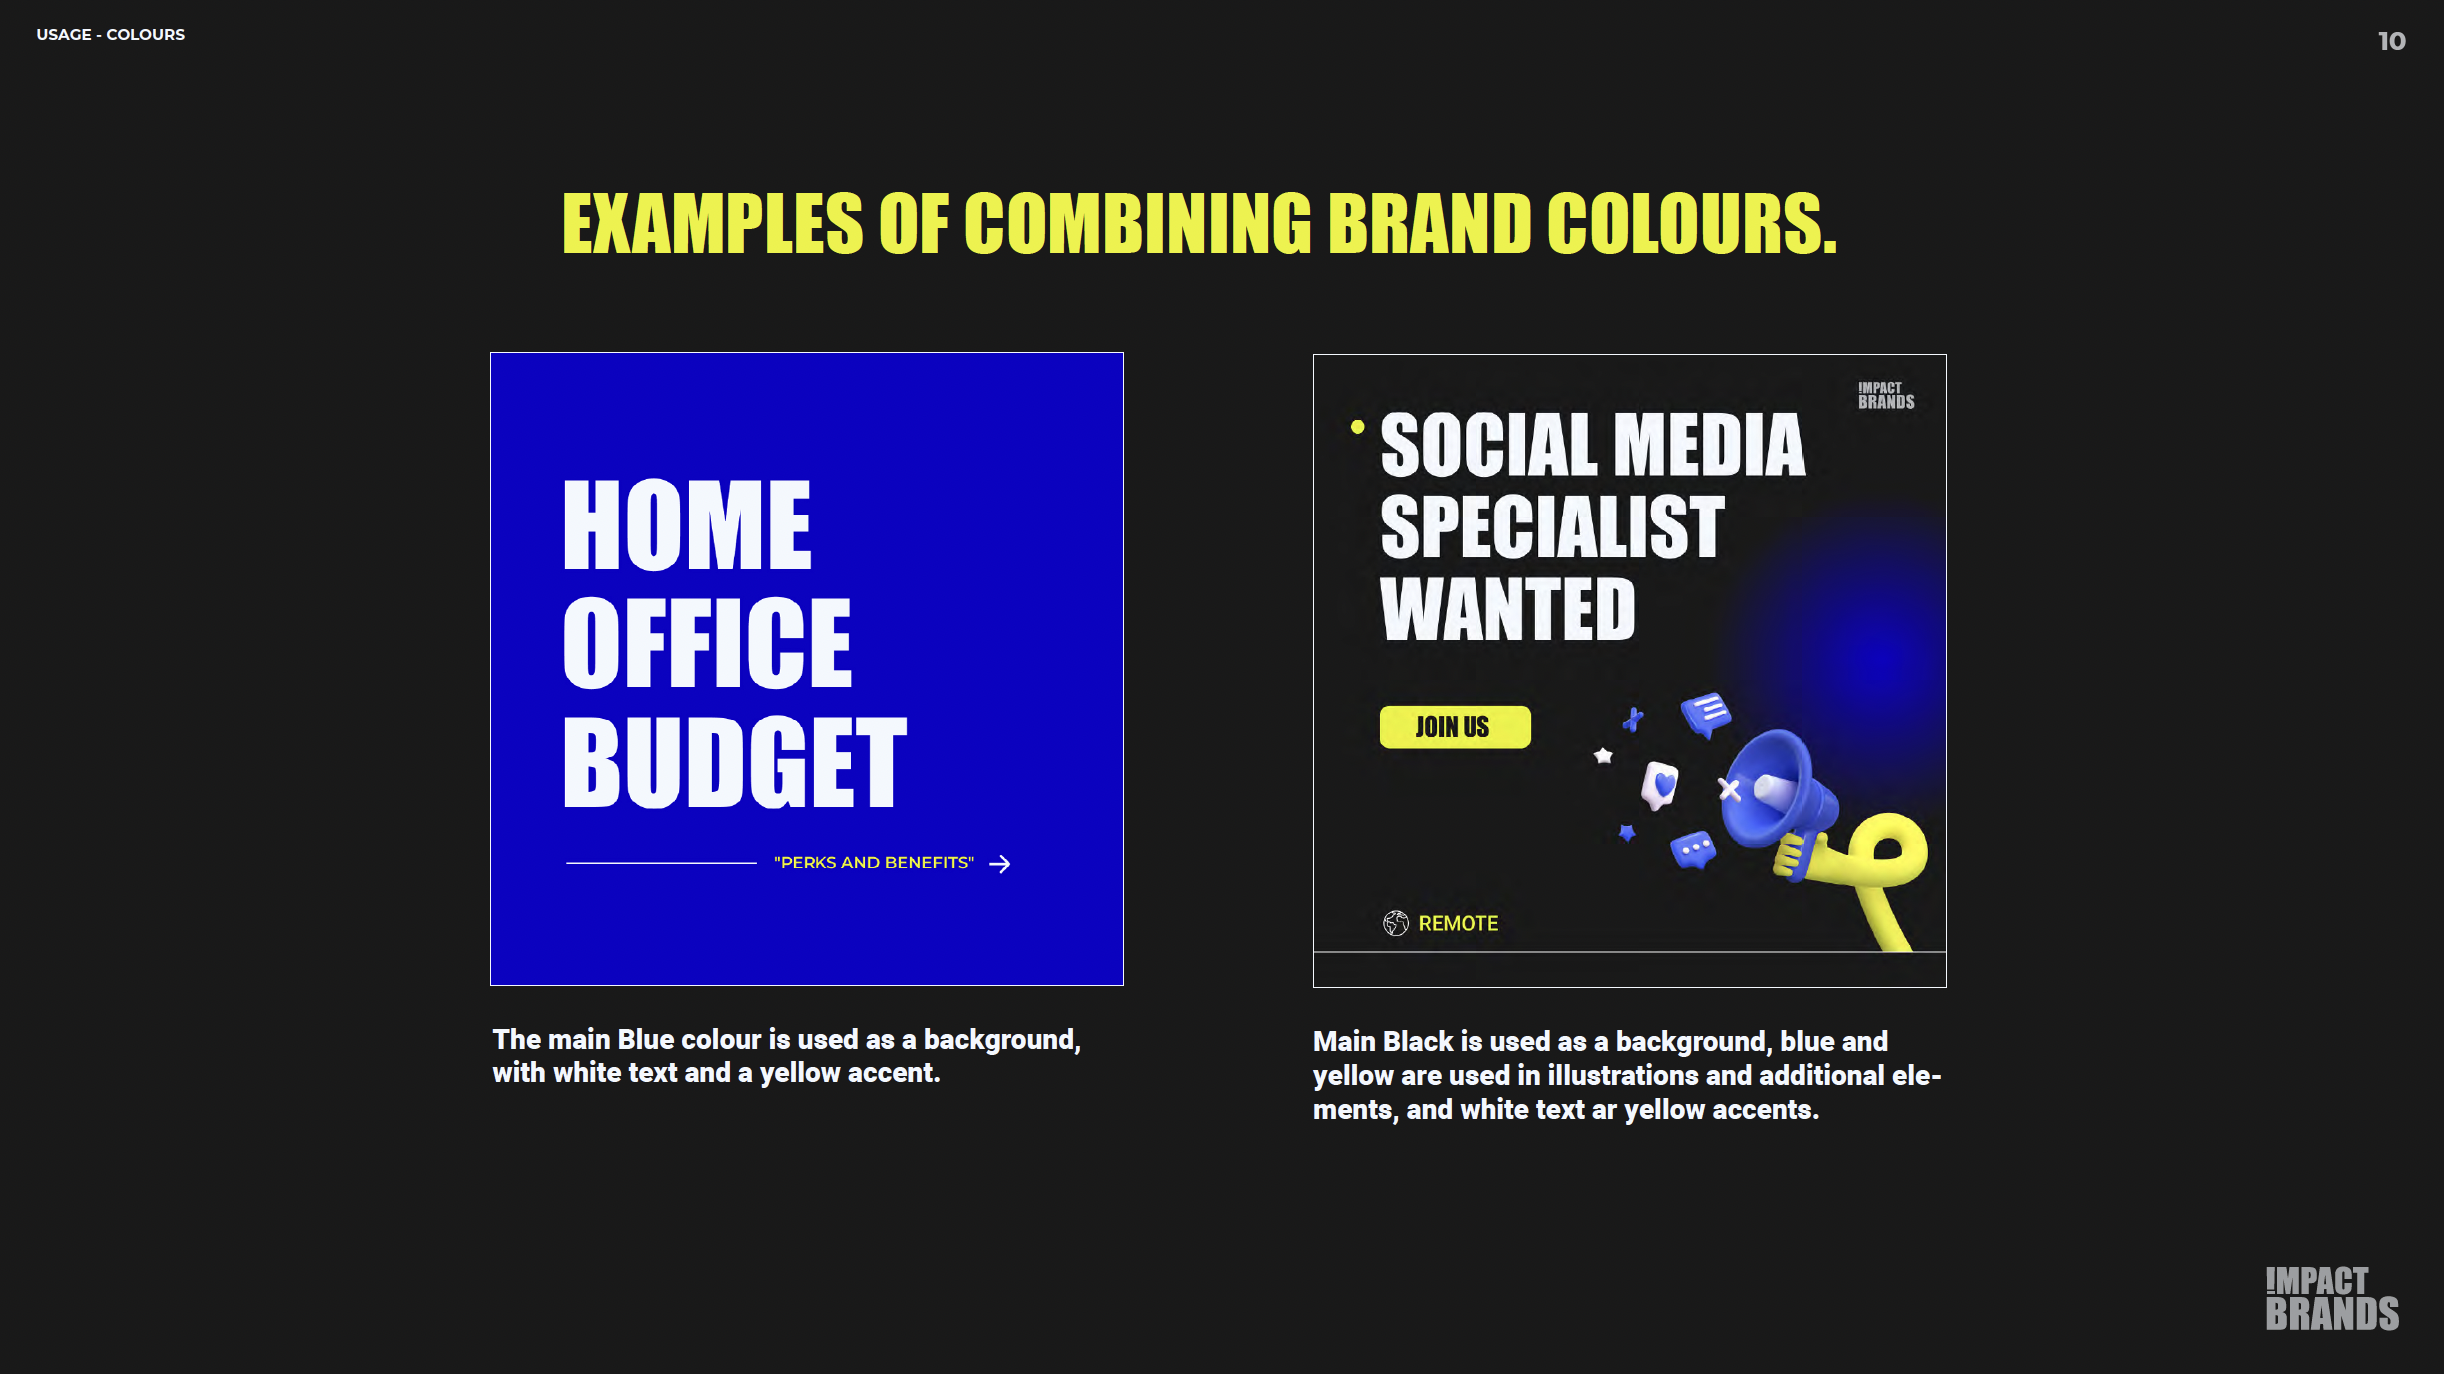 USAGE - COLOURS
10
EXAMPLES OF COMBINING BRAND COLOURS.
HOME
OFFICE
BUDGET
"PERKS AND BENEFITS"
The main Blue colour is used as a background,
with white text and a yellow accent.
!MPACT
BRANDS
SOCIAL MEDIA
SPECIALIST
WANTED
JOIN US
REMOTE
Main Black is used as a background, blue and
yellow are used in illustrations and additional ele-
ments, and white text ar yellow accents.
!MPACT
BRANDS